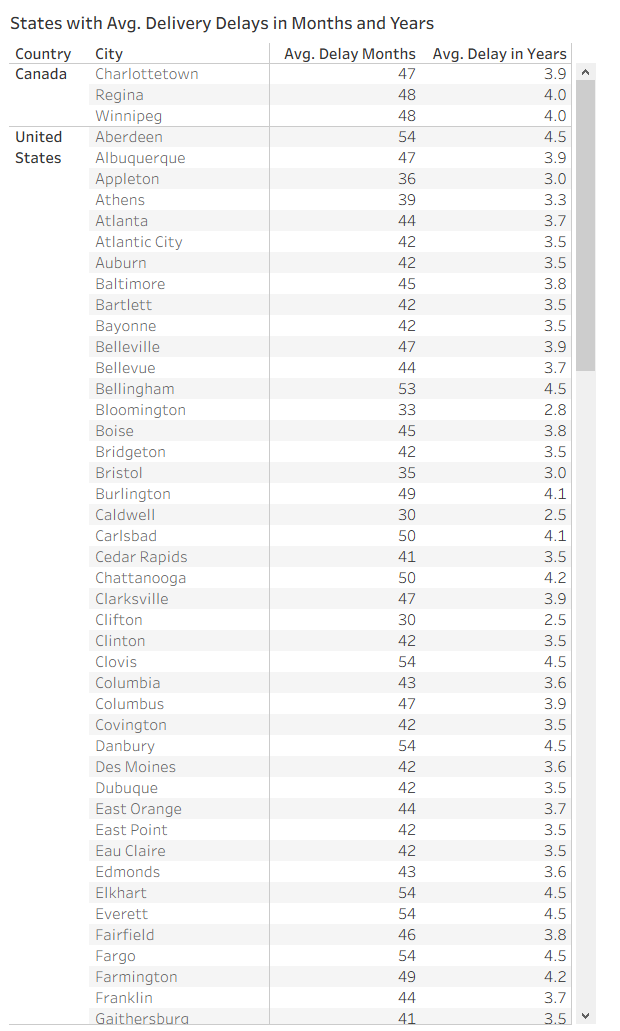 States with Avg. Delivery Delays in Months and Years
Country City Avg. Delay Months Avg. Delay in Years
Canada Charlottetown 47 3.9
Regina 48 4.0
Winnipeg 48 4.0
United Aberdeen 54 4.5
States Albuquerque 47 3.9
Appleton 36 3.0
Athens 39 3.3
Atlanta 44 3.7
Atlantic City 42 3.5
Auburn 42 3.5
Baltimore 45 3.8
Bartlett 42 3.5
Bayonne 42 3.5
Belleville 47 3.9
Bellevue 44 3.7
Bellingham 53 4.5
Bloomington 33 2.8
Boise 45 3.8
Bridgeton 42 3.5
Bristol 35 3.0
Burlington 49 4.1
Caldwell 30 2.5
Carlsbad 50 4.1
Cedar Rapids 41 3.5
Chattanooga 50 4.2
Clarksville 47 3.9
Clifton 30 2.5
Clinton 42 3.5
Clovis 54 4.5
Columbia 43 3.6
Columbus 47 3.9
Covington 42 3.5
Danbury 54 4.5
Des Moines 42 3.6
Dubuque 42 3.5
East Orange 44 3.7
East Point 42 3.5
Eau Claire 42 3.5
Edmonds 43 3.6
Elkhart 54 4.5
Everett 54 4.5
Fairfield 46 3.8
Fargo 54 4.5
Farmington 49 4.2
Franklin 44 3.7
Gaithersburg 41 3.5